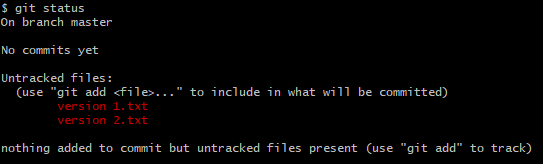 $ git status
On branch master
No commits yet
Untracked files:
(use "git add <file>..." to include in what will be committed)
version 1.txt
version 2.txt
nothing added to commit but untracked files present (use "git add" to track)